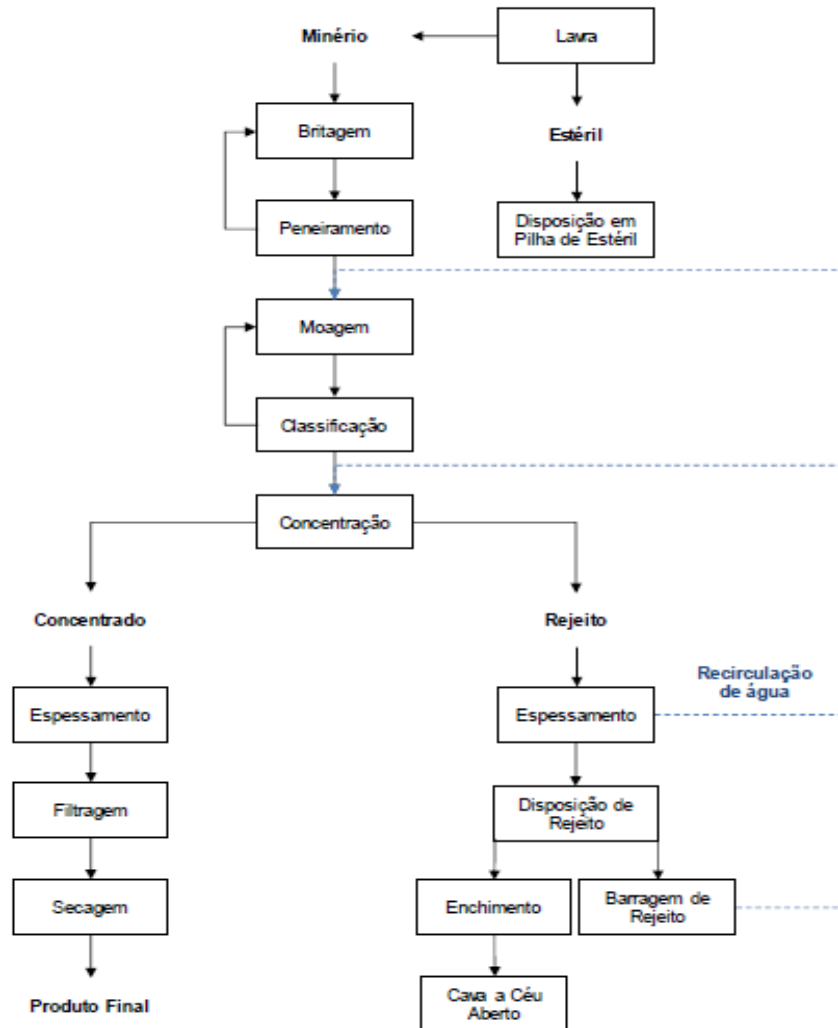 Minério
Lavra
Britagem
Estéril
Peneiramento
Disposição em
Pilha de Estéril
Moagem
Classificação
Concentração
Concentrado
Rejeito
Recirculação
de água
Espessamento
Espessamento
Filtragem
Disposição de
Rejeito
Secagem
Enchimento
Barragem de
Rejeito
Produto Final
Cava a Céu
Aberto